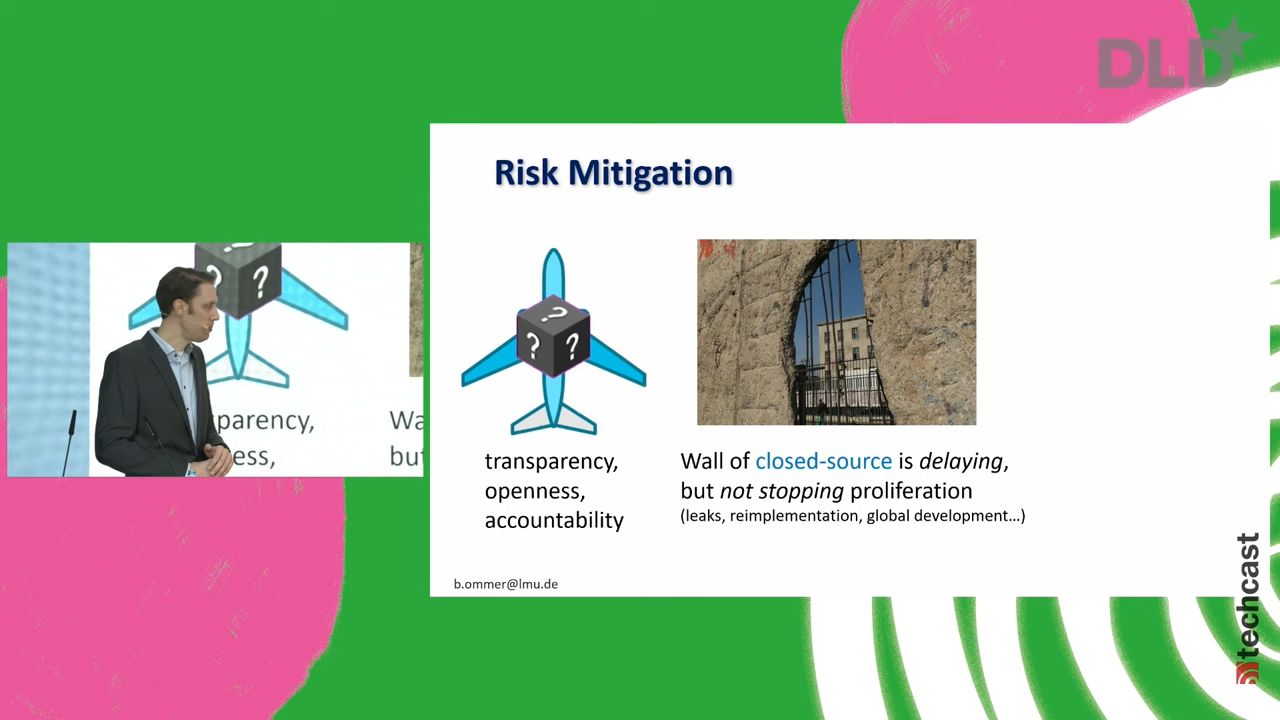 DLD
Risk Mitigation
? ? ?
? ?
sparency,
ess,
Wa
but
transparency,
openness,
accountability
Wall of closed-source is delaying,
but not stopping proliferation
(leaks, reimplementation, global development…)
b.ommer@lmu.de
techcast